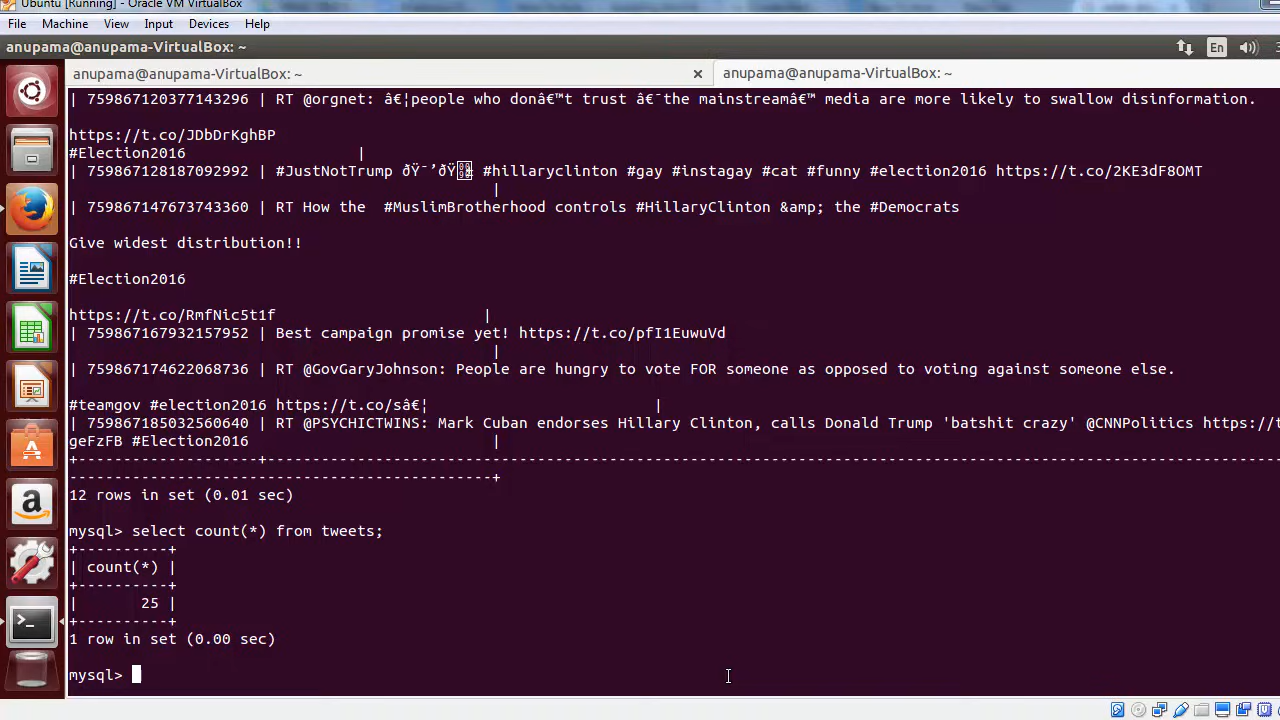 Ubuntu [Running] - Oracle VM VirtualBox
File Machine View Input Devices Help
anupama@anupama-VirtualBox: ~
En
anupama@anupama-VirtualBox: ~ × anupama@anupama-VirtualBox: ~
| 759867120377143296 | RT @orgnet: â€¦people who donâ€™t trust â€˜the mainstreamâ€™ media are more likely to swallow disinformation.
https://t.co/JDbDrKghBP
#Election2016 |
| 759867128187092992 | #JustNotTrump #hillaryclinton #gay #instagay #cat #funny #election2016 https://t.co/2KE3dF8OMT
|
| 759867147673743360 | RT How the #MuslimBrotherhood controls #HillaryClinton &amp; the #Democrats
Give widest distribution!!
#Election2016
https://t.co/RmfNic5t1f |
| 759867167932157952 | Best campaign promise yet! https://t.co/pfI1EuwuVd
|
| 759867174622068736 | RT @GovGaryJohnson: People are hungry to vote FOR someone as opposed to voting against someone else.
#teamgov #election2016 https://t.co/sâ€¦ |
| 759867185032560640 | RT @PSYCHICTWINS: Mark Cuban endorses Hillary Clinton, calls Donald Trump 'batshit crazy' @CNNPolitics https://t
geFzFB #Election2016 |
12 rows in set (0.01 sec)
mysql> select count(*) from tweets;
+----------+
| count(*) |
+----------+
| 25 |
+----------+
1 row in set (0.00 sec)
mysql>